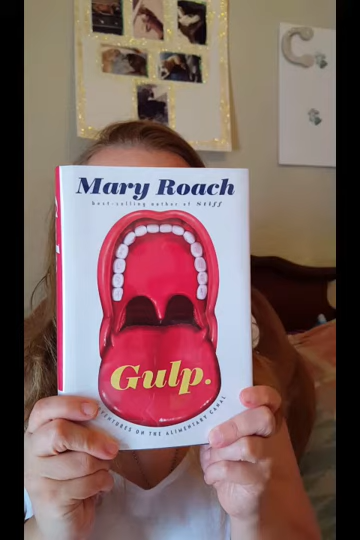 Mary Roach
best-selling author of Stiff
Gulp.
ADVENTURES ON THE ALIMENTARY CANAL